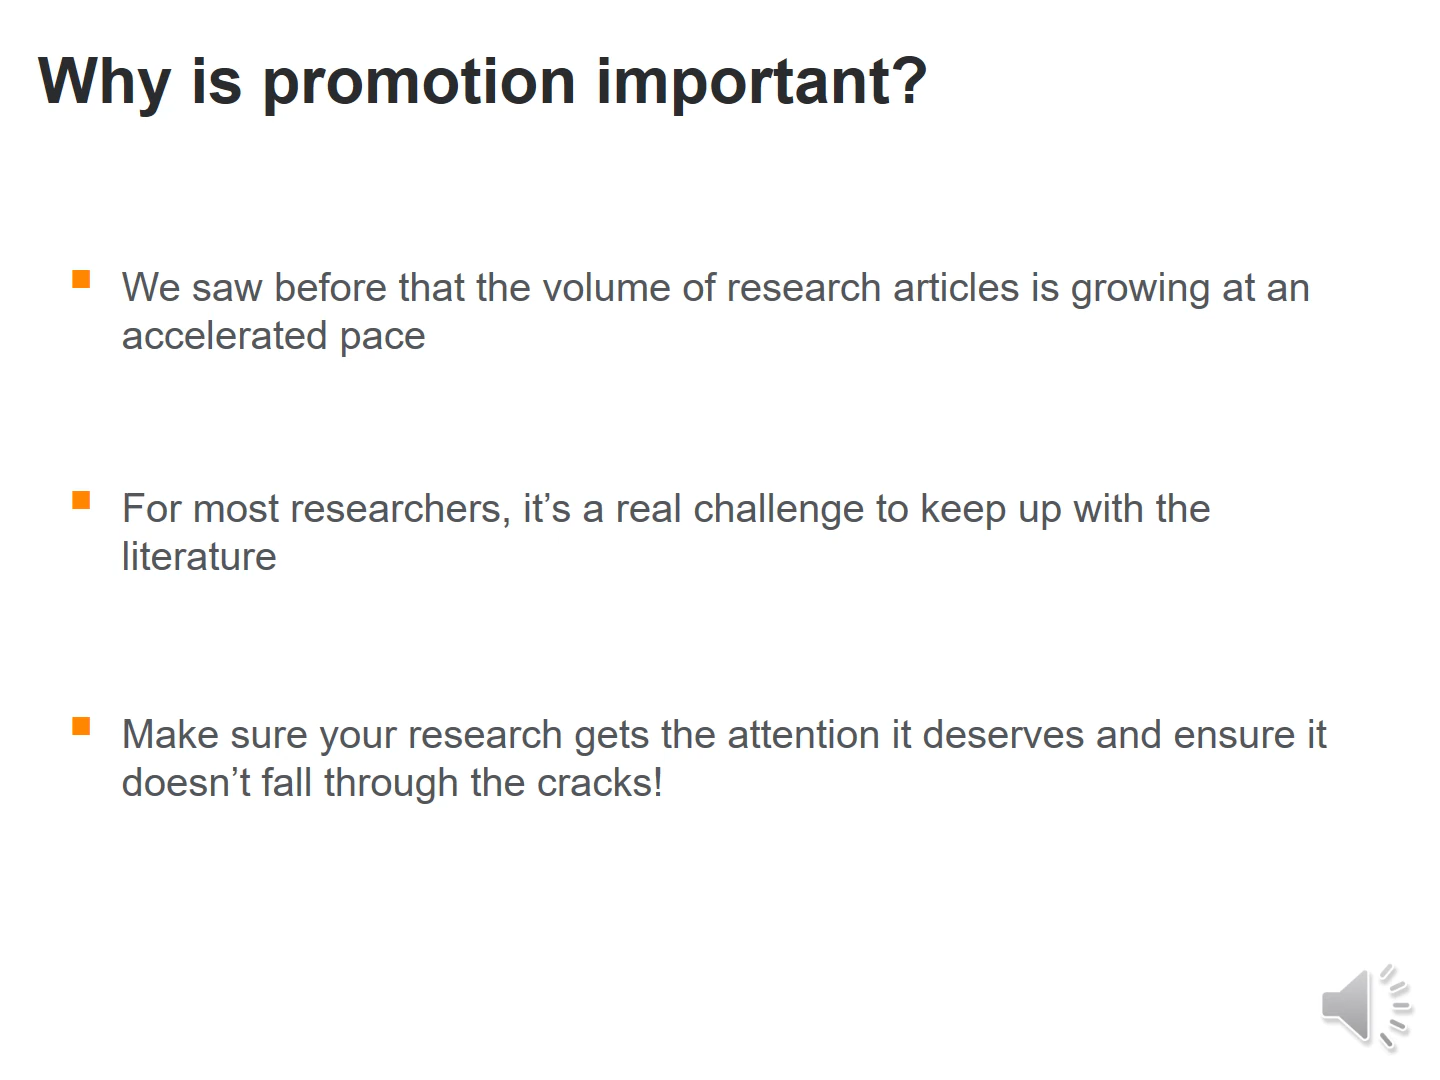 Why is promotion important?
We saw before that the volume of research articles is growing at an
accelerated pace
For most researchers, it’s a real challenge to keep up with the
literature
Make sure your research gets the attention it deserves and ensure it
doesn’t fall through the cracks!